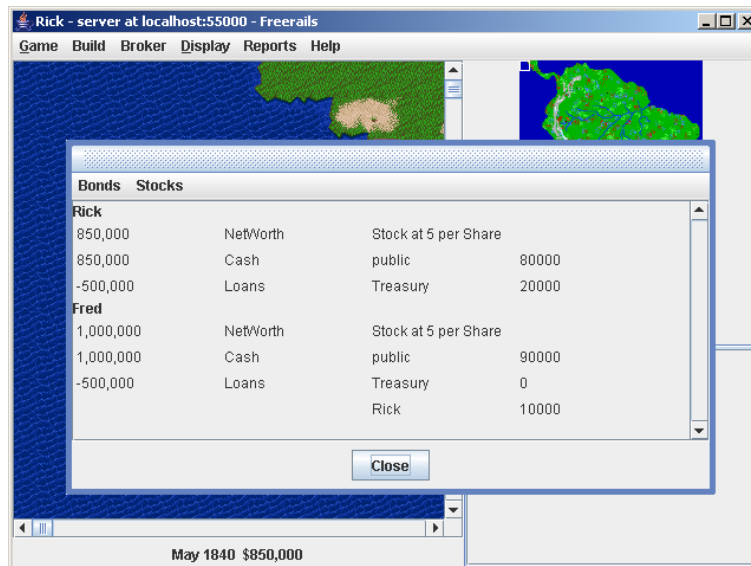 Rick - server at localhost:55000 - Freerails
Game Build Broker Display Reports Help
Bonds Stocks
Rick
850,000 NetWorth Stock at 5 per Share
850,000 Cash public 80000
-500,000 Loans Treasury 20000
Fred
1,000,000 NetWorth Stock at 5 per Share
1,000,000 Cash public 90000
-500,000 Loans Treasury 0
Rick 10000
Close
May 1840 $850,000